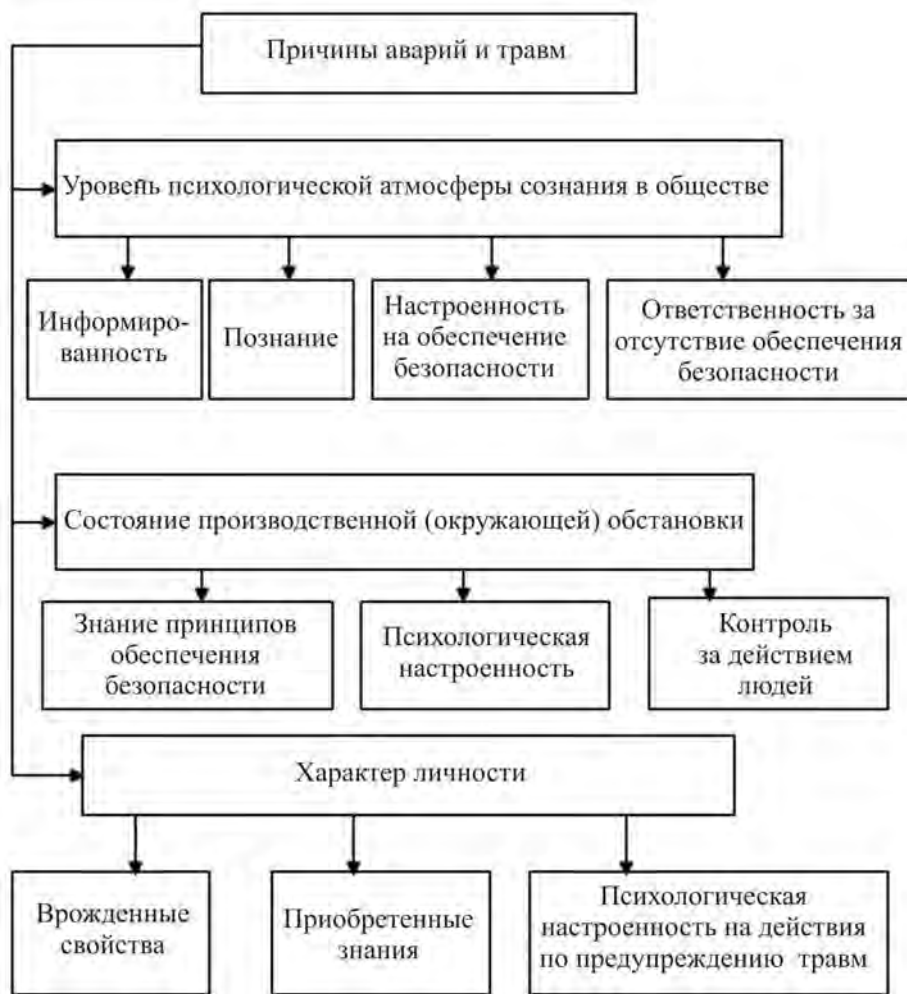 Причины аварий и травм
Уровень психологической атмосферы сознания в обществе
Информиро-
ванность
Познание
Настроенность
на обеспечение
безопасности
Ответственность за
отсутствие обеспечения
безопасности
Состояние производственной (окружающей) обстановки
Знание принципов
обеспечения
безопасности
Психологическая
настроенность
Контроль
за действием
людей
Характер личности
Врожденные
свойства
Приобретенные
знания
Психологическая
настроенность на действия
по предупреждению травм